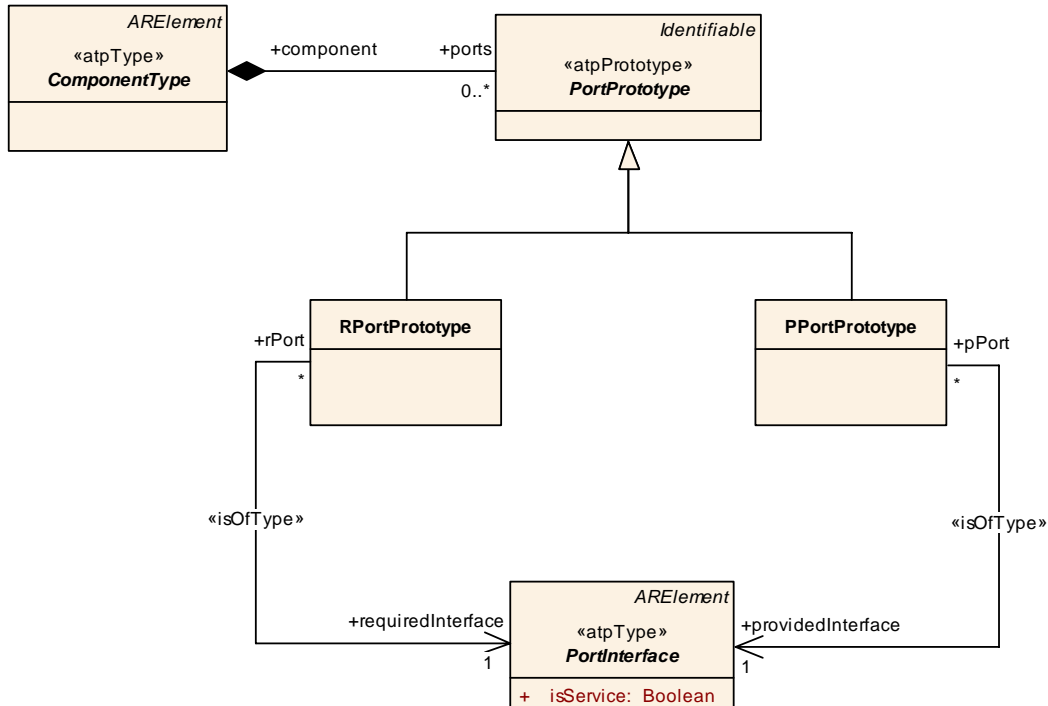 ARElement
«atpType»
ComponentType
+component
+ports
0..*
Identifiable
«atpPrototype»
PortPrototype
RPortPrototype
PPortPrototype
+rPort
*
+pPort
*
«isOfType»
«isOfType»
ARElement
«atpType»
PortInterface
+requiredInterface
1
+providedInterface
1
+ isService: Boolean